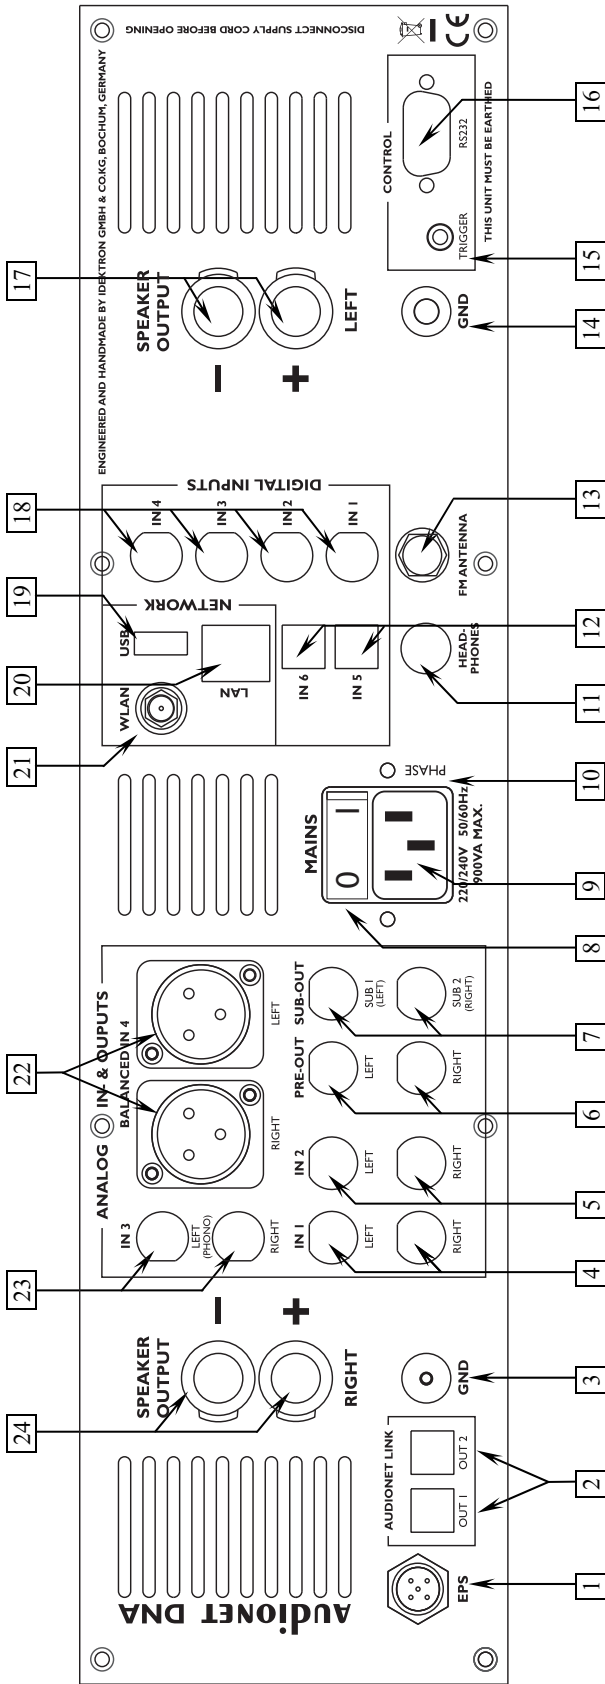 17
18
19
20
21
22
23
24
ENGINEERED AND HANDMADE BY IDEKTRON GMBH & CO.KG, BOCHUM, GERMANY
DISCONNECT SUPPLY CORD BEFORE OPENING
AUDIONET DNA
SPEAKER
OUTPUT
−
+
RIGHT
ANALOG IN- & OUPUTS
IN 3
LEFT
(PHONO)
RIGHT
BALANCED IN 4
RIGHT
LEFT
IN 1
LEFT
RIGHT
IN 2
LEFT
RIGHT
PRE-OUT
LEFT
RIGHT
SUB-OUT
SUB 1
(LEFT)
SUB 2
(RIGHT)
MAINS
0 I
220/240V 50/60Hz
900VA MAX.
PHASE
NETWORK
WLAN
USB
LAN
DIGITAL INPUTS
IN 4
IN 3
IN 2
IN 1
IN 6
IN 5
SPEAKER
OUTPUT
−
+
LEFT
EPS
AUDIONET LINK
OUT 1
OUT 2
GND
HEAD-
PHONES
FM ANTENNA
GND
CONTROL
TRIGGER
RS232
THIS UNIT MUST BE EARTHED
CE
1
2
3
4
5
6
7
8
9
10
11
12
13
14
15
16